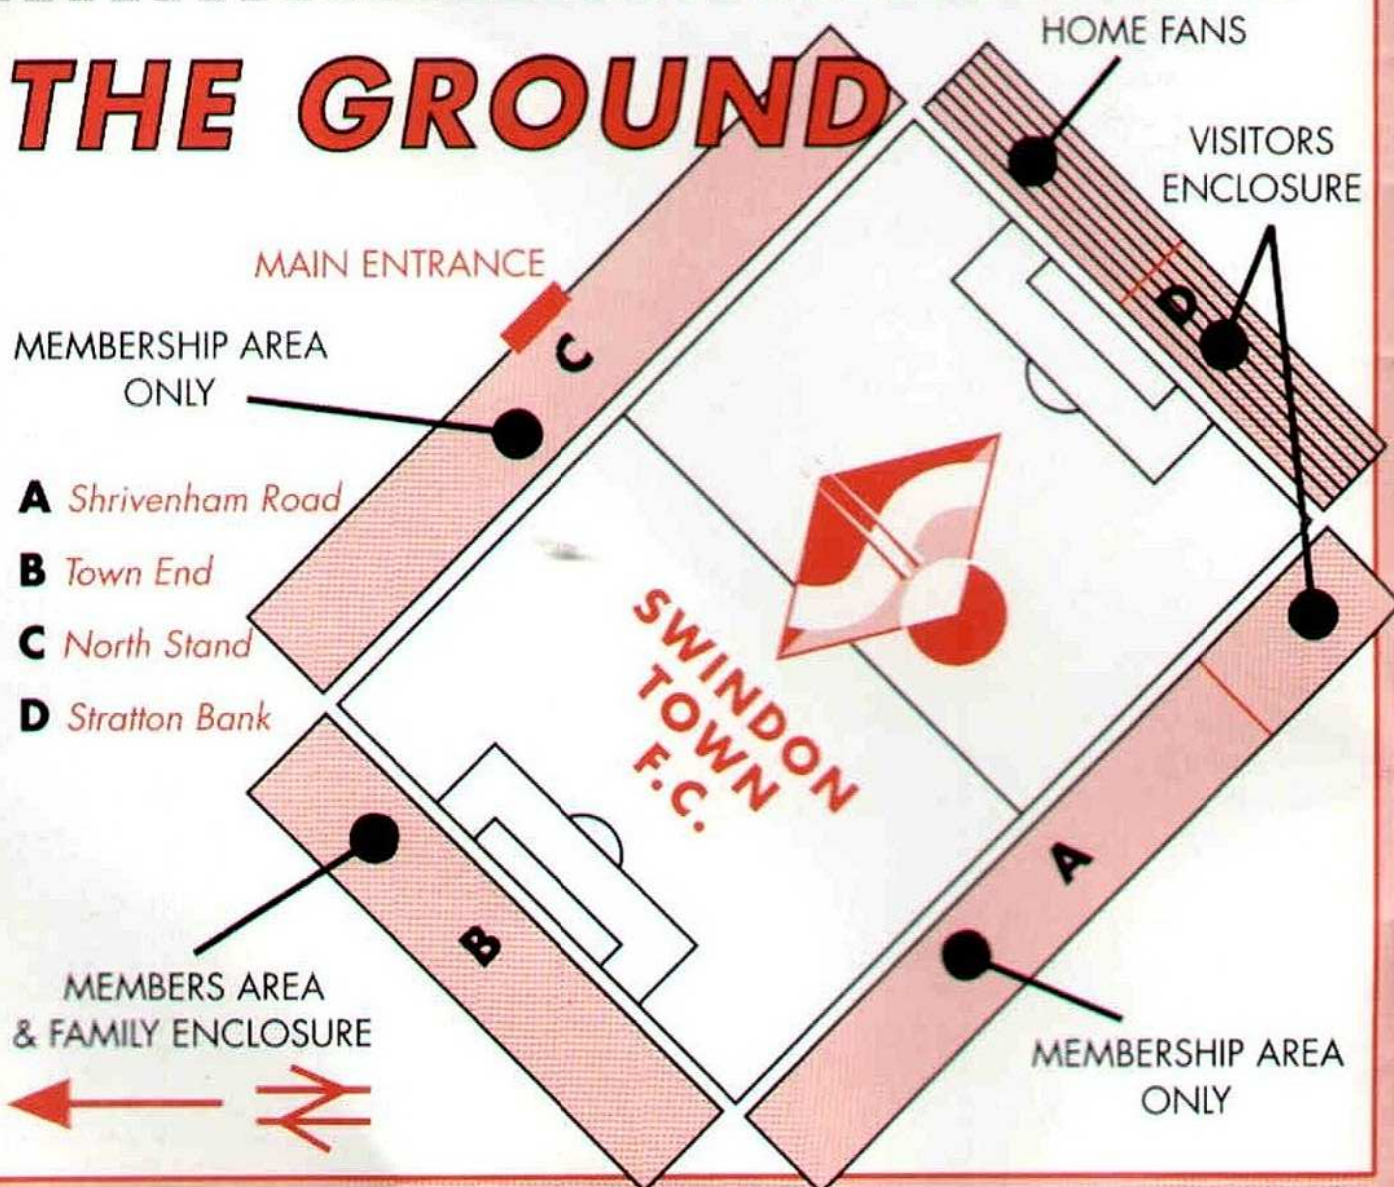 THE GROUND
HOME FANS
VISITORS
ENCLOSURE
MAIN ENTRANCE
MEMBERSHIP AREA
ONLY
C
D
A Shrivenham Road
B Town End
C North Stand
D Stratton Bank
SWINDON
TOWN
F.C.
A
B
MEMBERS AREA
& FAMILY ENCLOSURE
MEMBERSHIP AREA
ONLY